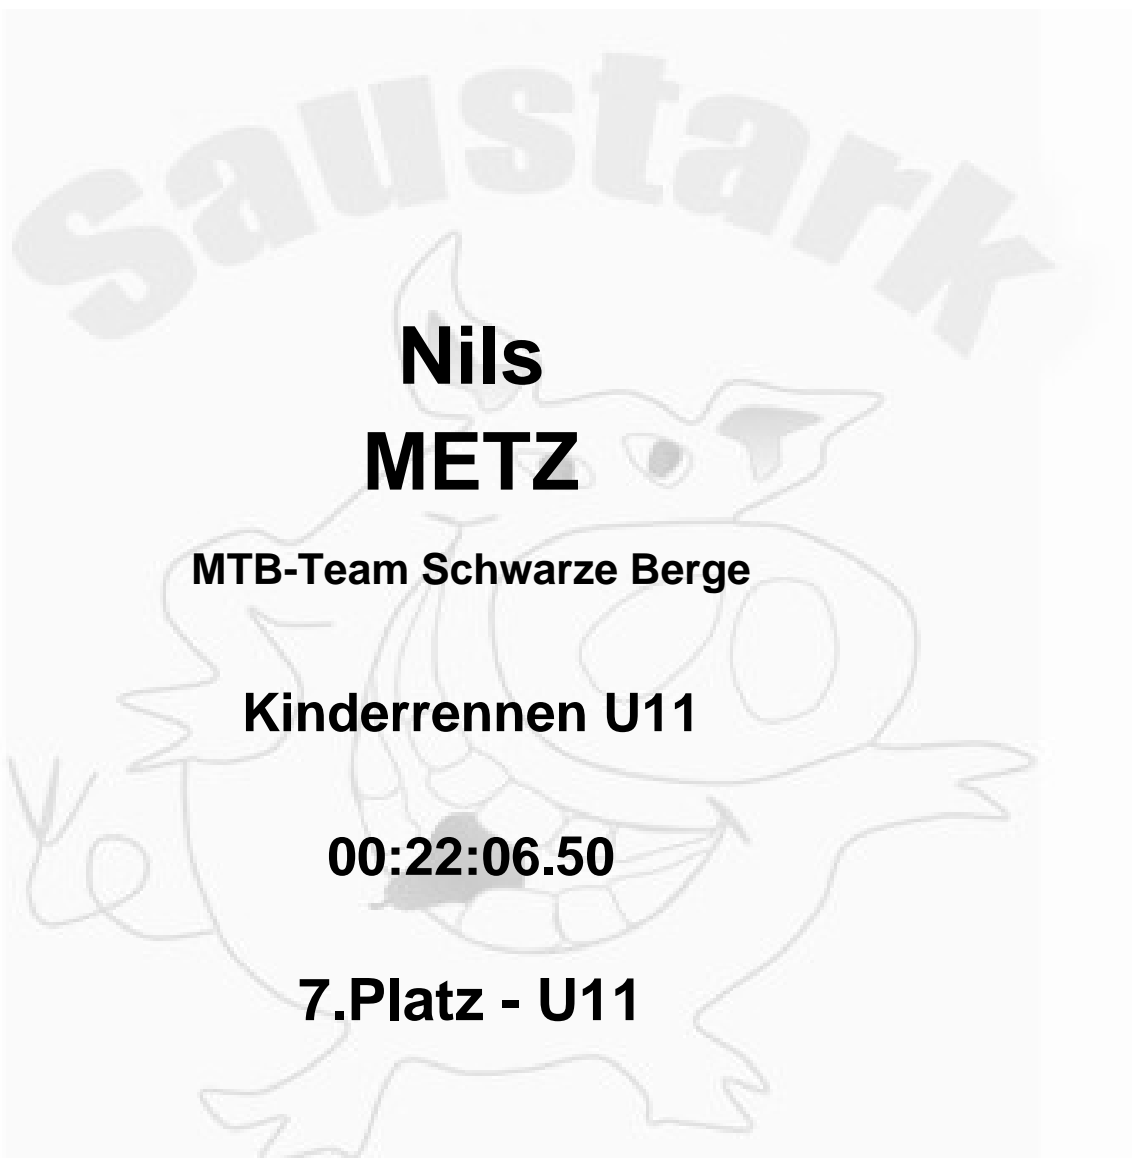 Saustark
Nils
METZ
MTB-Team Schwarze Berge
Kinderrennen U11
00:22:06.50
7.Platz - U11